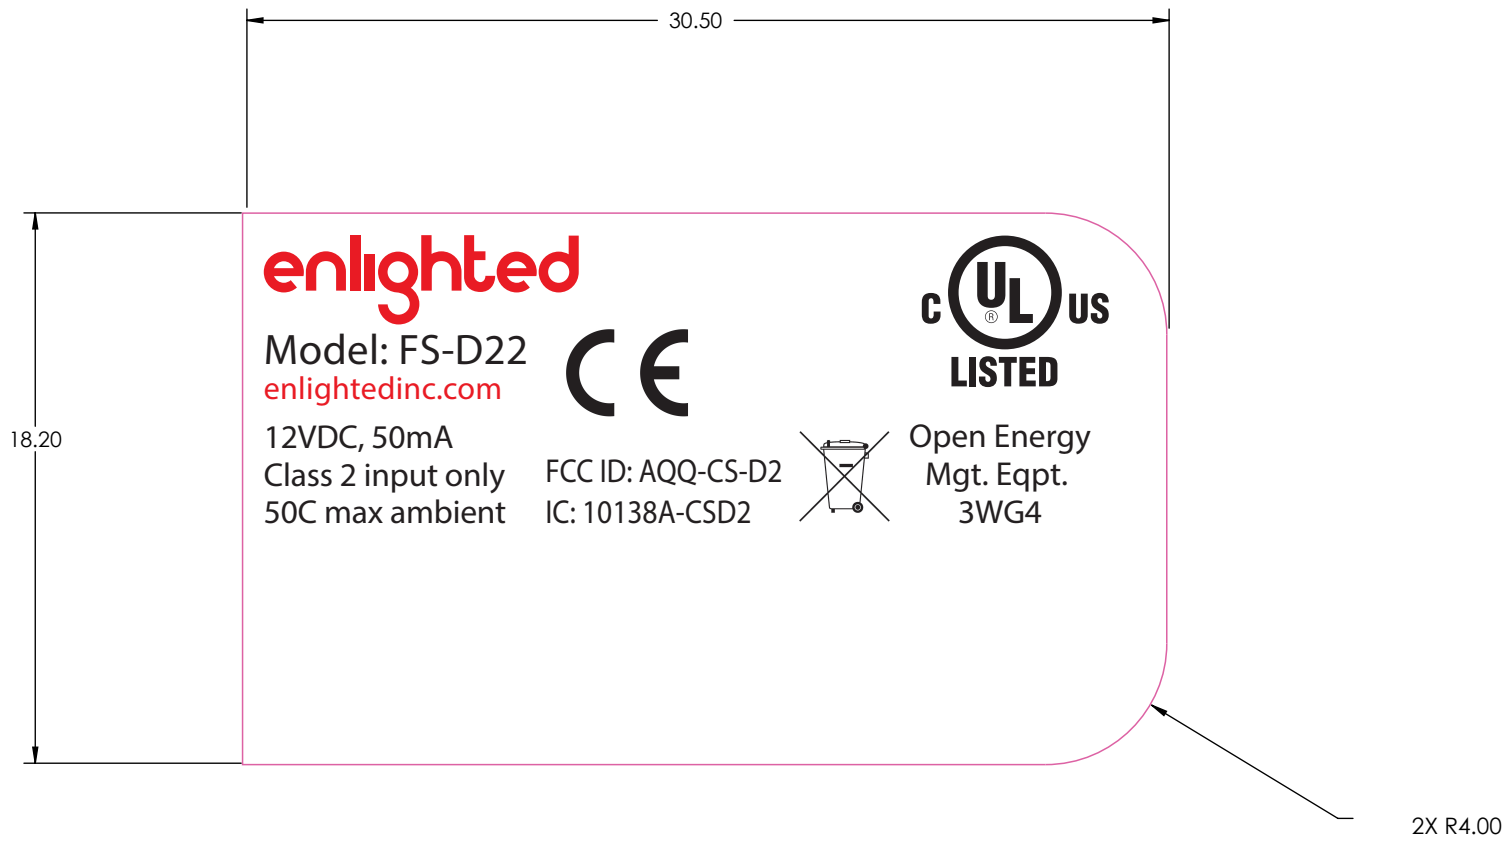 30.50
18.20
enlighted
Model: FS-D22
enlightedinc.com
CE
12VDC, 50mA
Class 2 input only
50C max ambient
FCC ID: AQQ-CS-D2
IC: 10138A-CSD2
C UL ® US
LISTED
Open Energy
Mgt. Eqpt.
3WG4
2X R4.00